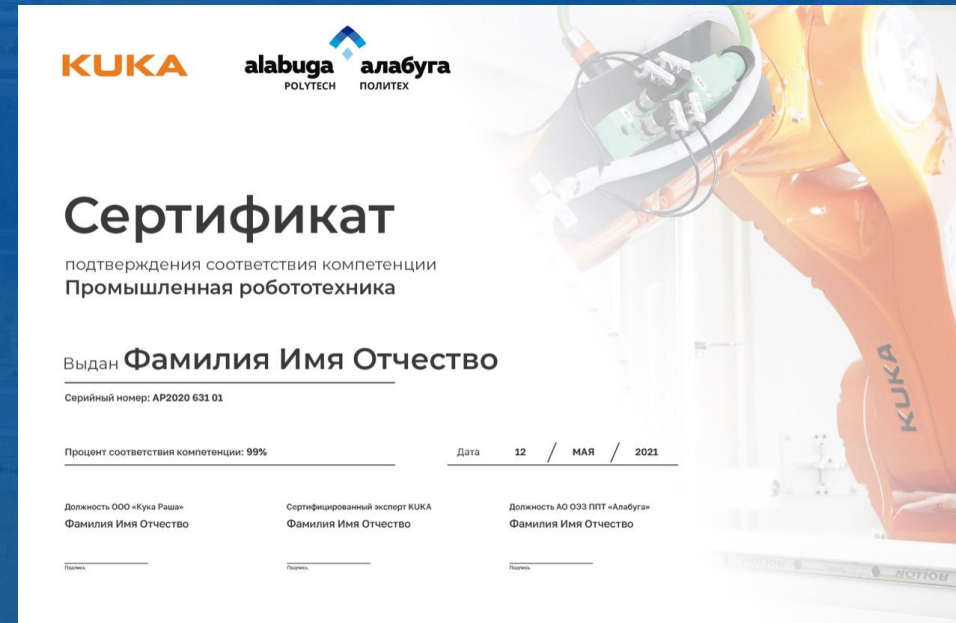 KUKA
alabuga алабуга
POLYTECH ПОЛИТЕХ
Сертификат
подтверждения соответствия компетенции
Промышленная робототехника
Выдан Фамилия Имя Отчество
Серийный номер: AP2020 631 01
Процент соответствия компетенции: 99%
Дата 12 / МАЯ / 2021
Должность ООО «Кука Раша»
Фамилия Имя Отчество
Подпись
Сертифицированный эксперт KUKA
Фамилия Имя Отчество
Подпись
Должность АО ОЭЗ ППТ «Алабуга»
Фамилия Имя Отчество
Подпись
KUKA